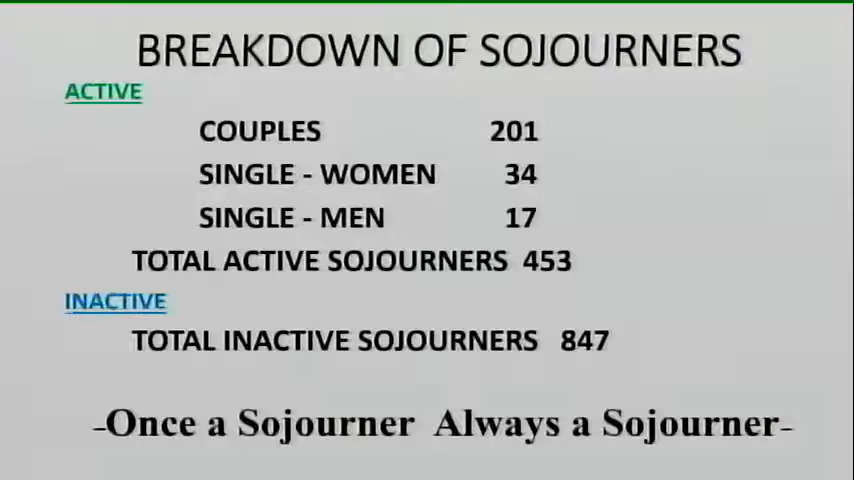 BREAKDOWN OF SOJOURNERS
ACTIVE
COUPLES 201
SINGLE - WOMEN 34
SINGLE - MEN 17
TOTAL ACTIVE SOJOURNERS 453
INACTIVE
TOTAL INACTIVE SOJOURNERS 847
-Once a Sojourner Always a Sojourner-